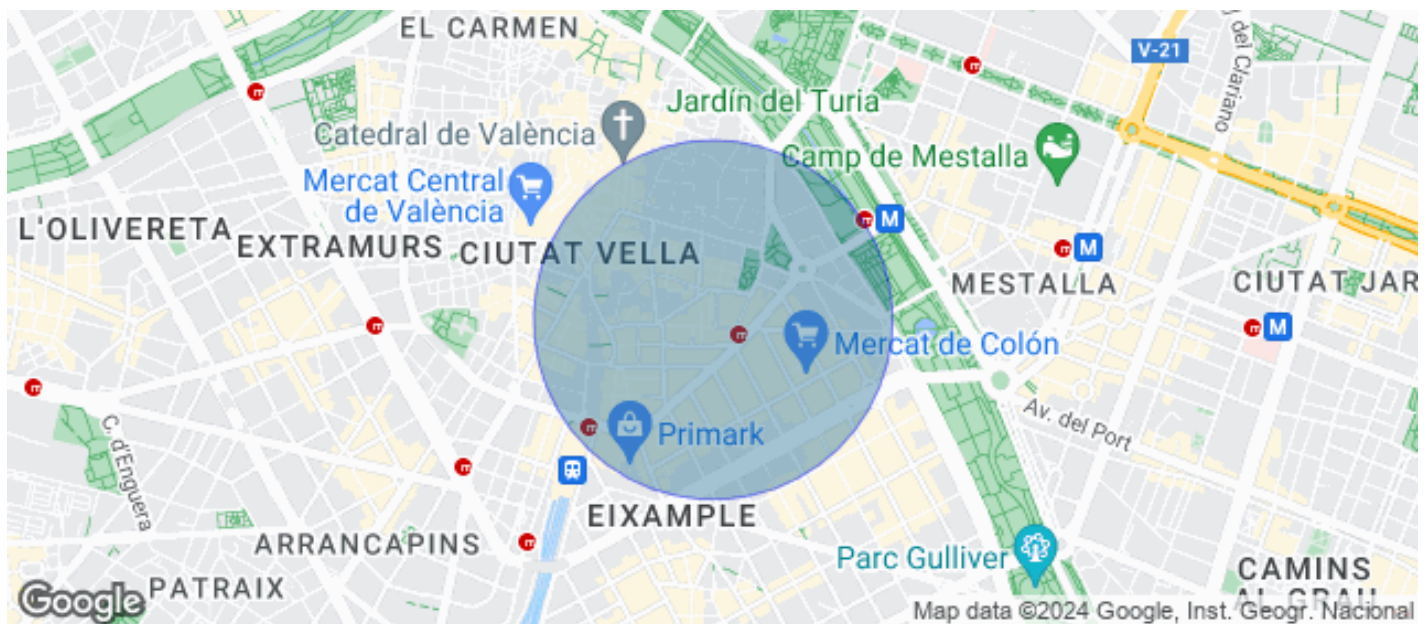 EL CARMEN
V-21
del Clariano
Jardín del Turia
Catedral de València
Camp de Mestalla
Mercat Central
de València
L'OLIVERETA
EXTRAMURS
CIUTAT VELLA
M
M
MESTALLA
CIUTAT JAR
M
Mercat de Colón
C. d'Enguera
Av. del Port
Primark
EIXAMPLE
ARRANCAPINS
Parc Gulliver
PATRAIX
CAMINS
AL GRAU
Google
Map data ©2024 Google, Inst. Geogr. Nacional